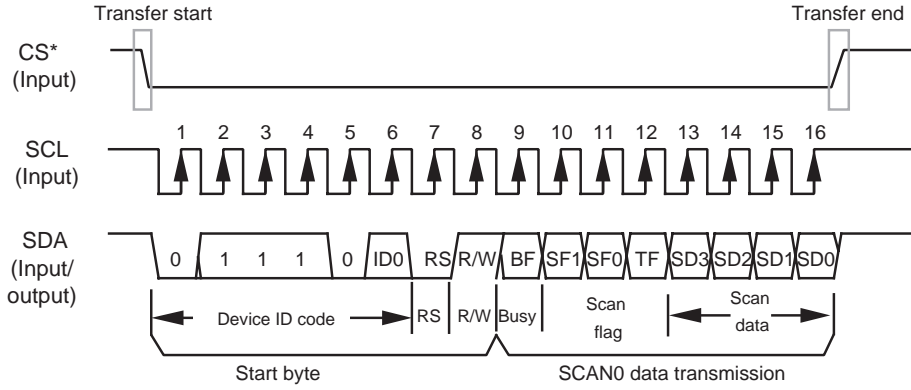 Transfer start
Transfer end
CS*
(Input)
1 2 3 4 5 6 7 8 9 10 11 12 13 14 15 16
SCL
(Input)
SDA
(Input/
output)
0 1 1 1 0 ID0 RS R/W BF SF1 SF0 TF SD3 SD2 SD1 SD0
Device ID code
RS
R/W
Busy
Scan
flag
Scan
data
Start byte
SCAN0 data transmission